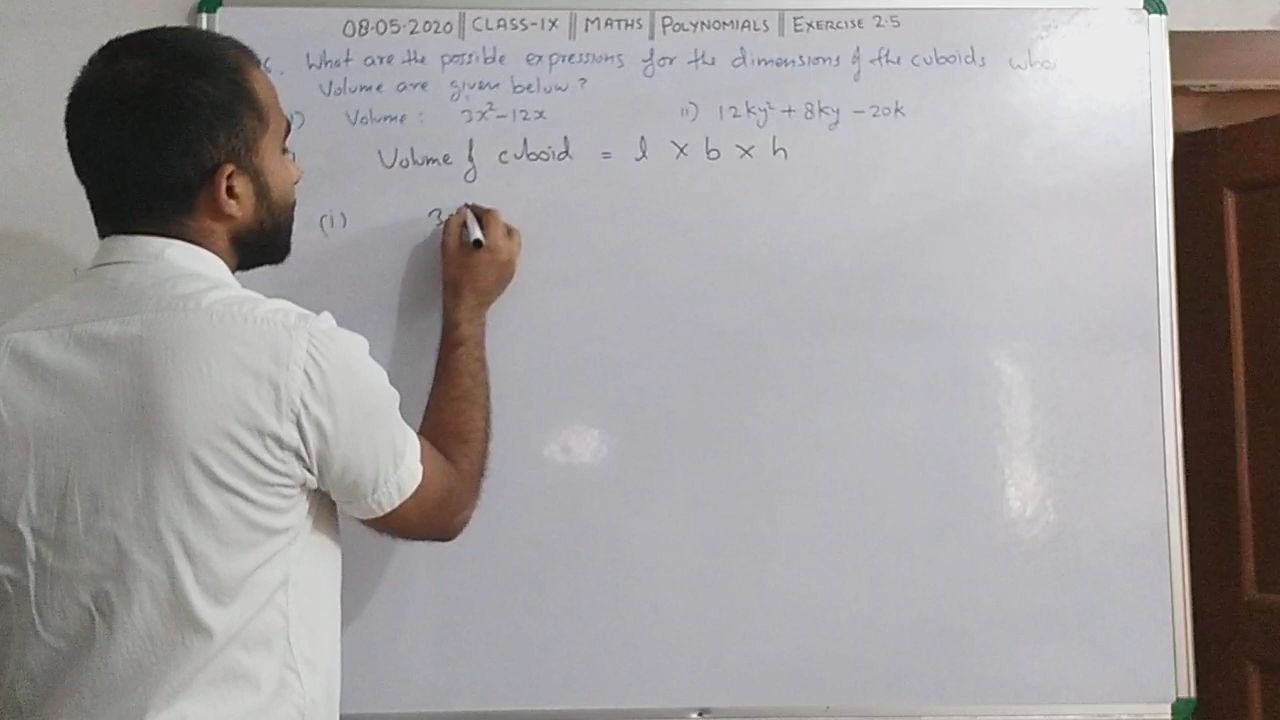 08.05.2020 || CLASS-IX || MATHS || POLYNOMIALS || EXERCISE 2.5
6. What are the possible expressions for the dimensions of the cuboids who
Volume are given below?
i) Volume: 3x²-12x ii) 12ky² + 8ky - 20k
Volume of cuboid = l × b × h
(i) 3